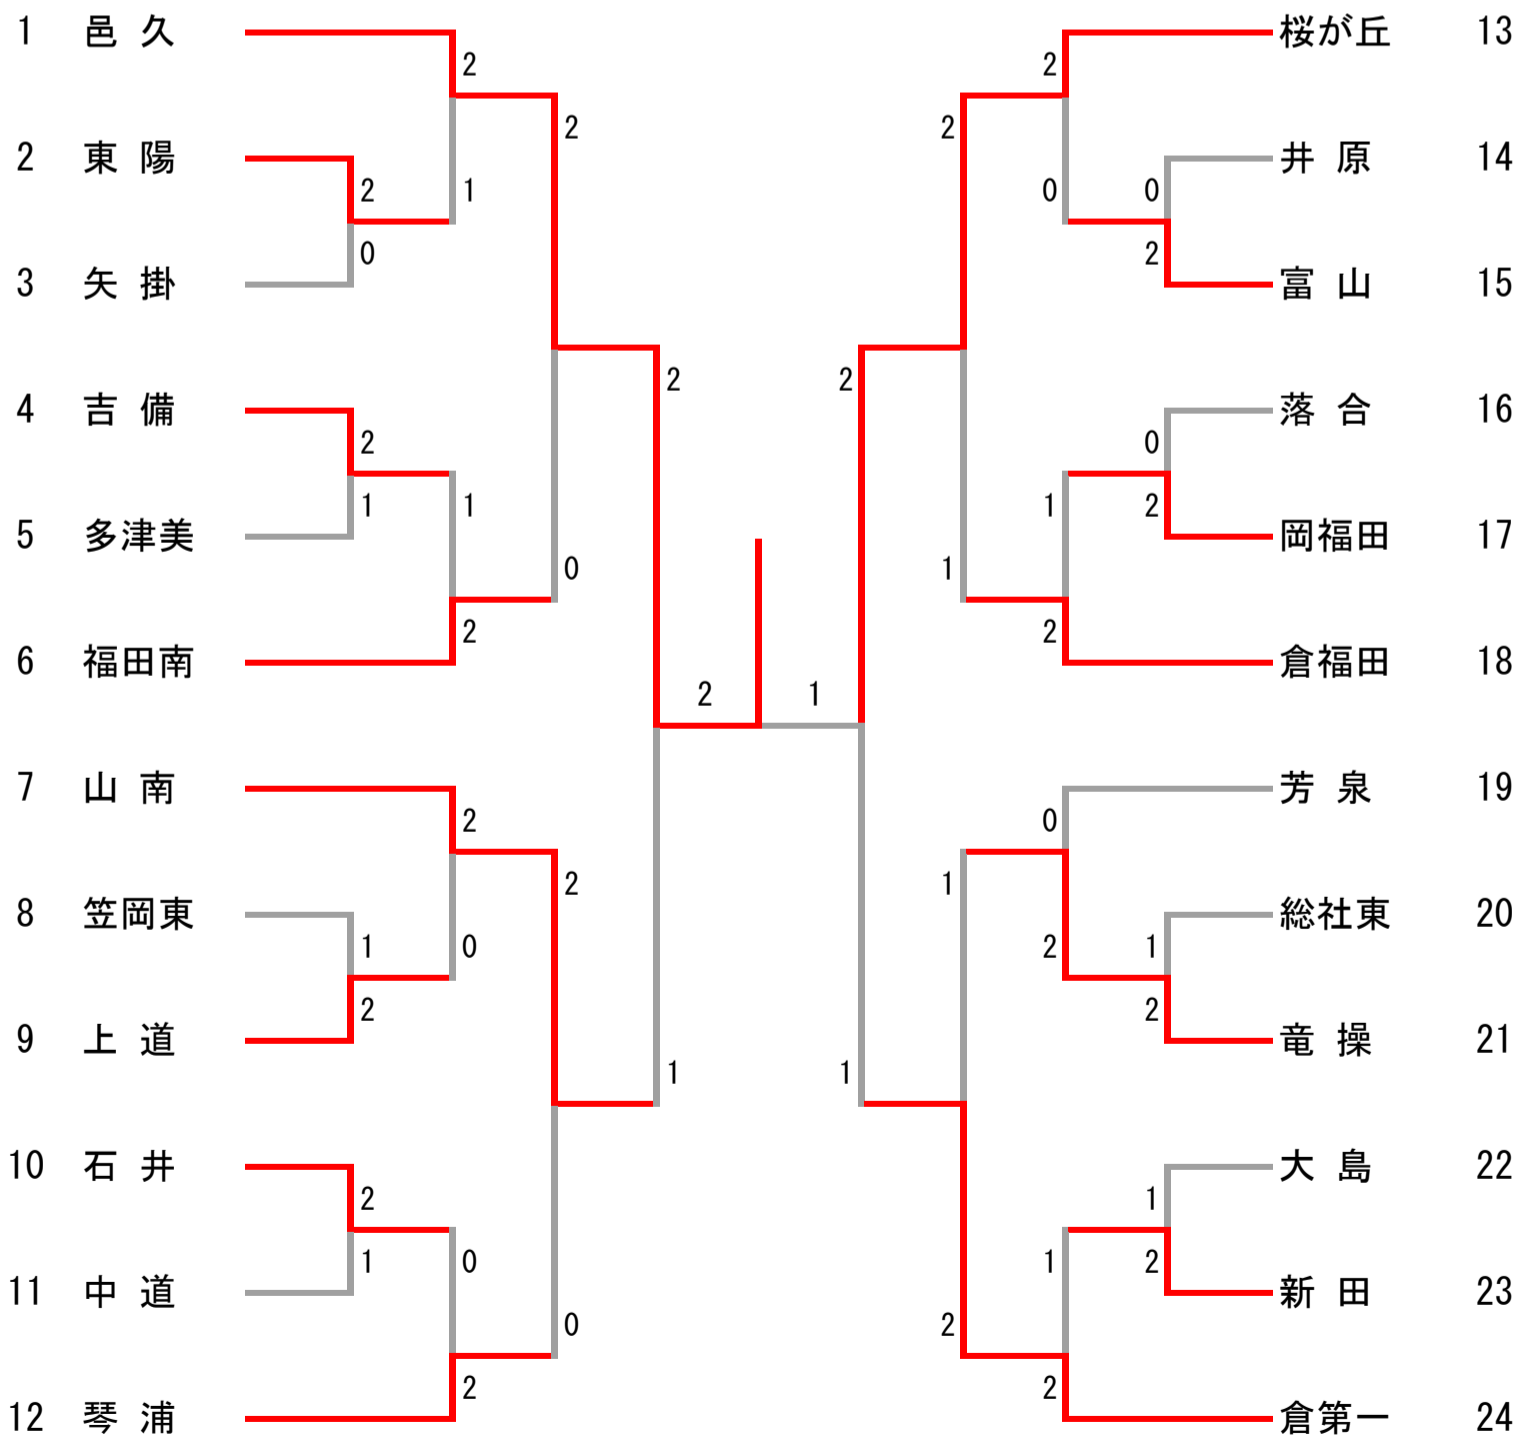 1 邑久 桜が丘 13
2 2
2 2
2 東陽 井原 14
2 1 0 0
0 2
3 矢掛 富山 15
2 2
4 吉備 落合 16
2 0
1 1 1 2
5 多津美 岡福田 17
0 1
2 2
6 福田南 倉福田 18
2 1
7 山南 芳泉 19
2 0
2 1
8 笠岡東 総社東 20
1 0 2 1
2 2
9 上道 竜操 21
1 1
10 石井 大島 22
2 1
1 0 1 2
11 中道 新田 23
0 2
2 2
12 琴浦 倉第一 24